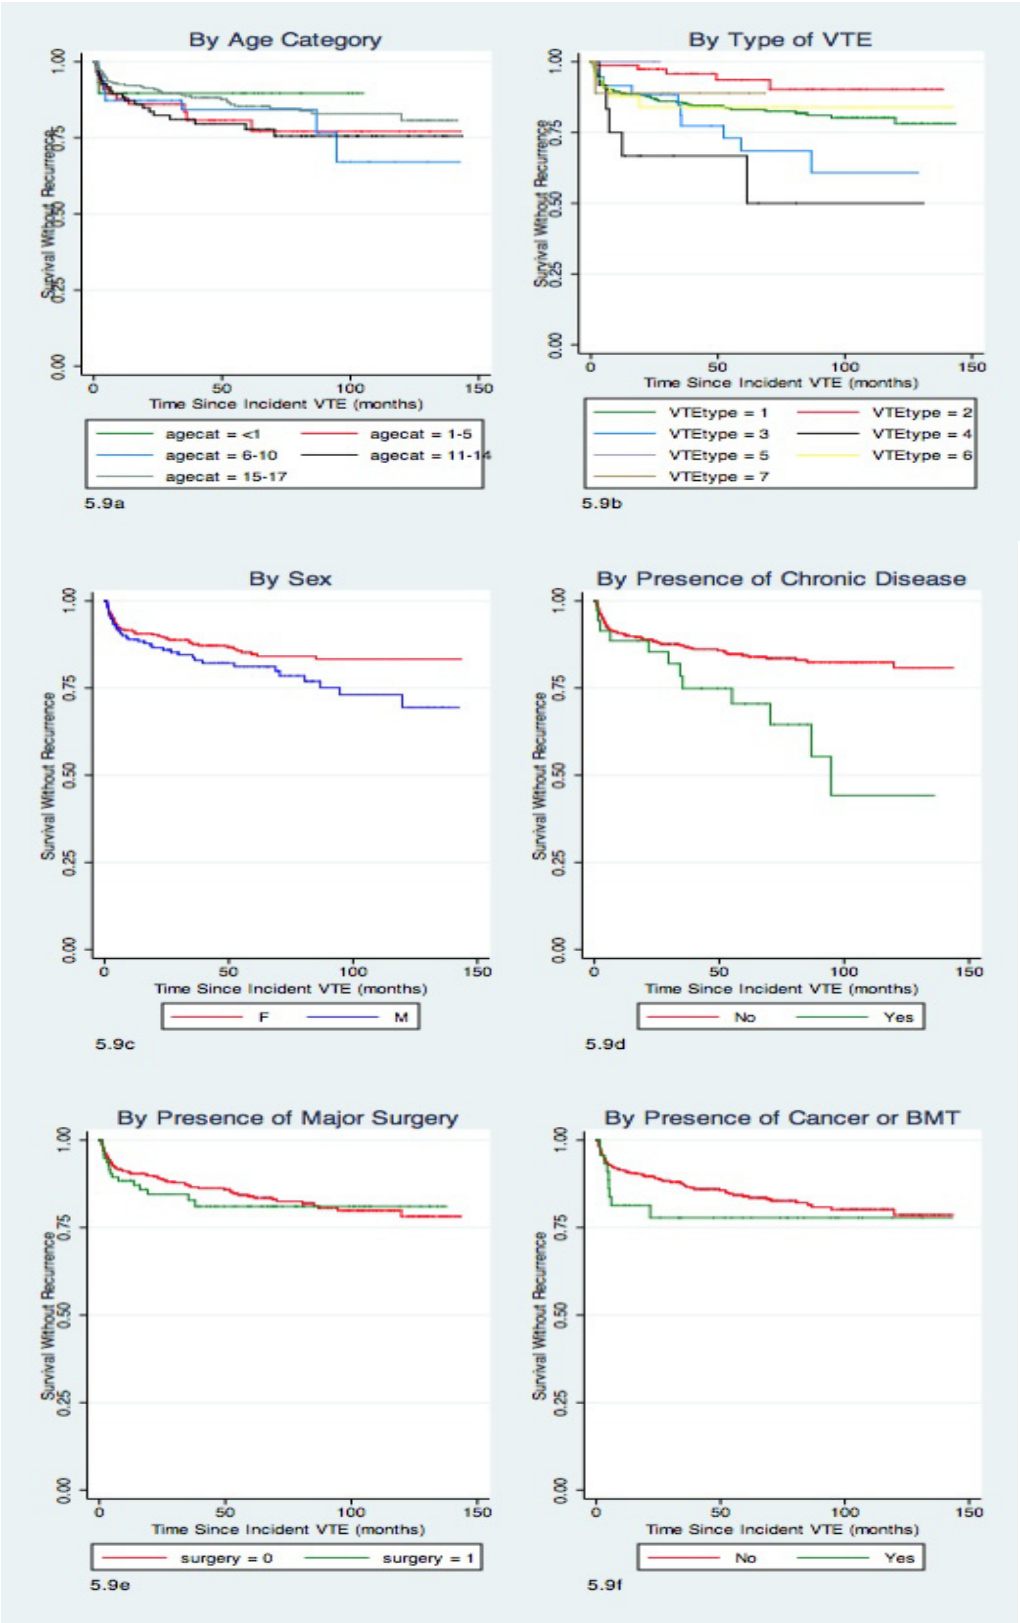 By Age Category
Survival Without Recurrence
1.00
0.75
0.50
0.25
0.00
0 50 100 150
Time Since Incident VTE (months)
agecat = <1 agecat = 1-5
agecat = 6-10 agecat = 11-14
agecat = 15-17
5.9a
By Type of VTE
Survival Without Recurrence
1.00
0.75
0.50
0.25
0.00
0 50 100 150
Time Since Incident VTE (months)
VTEtype = 1 VTEtype = 2
VTEtype = 3 VTEtype = 4
VTEtype = 5 VTEtype = 6
VTEtype = 7
5.9b
By Sex
Survival Without Recurrence
1.00
0.75
0.50
0.25
0.00
0 50 100 150
Time Since Incident VTE (months)
F M
5.9c
By Presence of Chronic Disease
Survival Without Recurrence
1.00
0.75
0.50
0.25
0.00
0 50 100 150
Time Since Incident VTE (months)
No Yes
5.9d
By Presence of Major Surgery
Survival Without Recurrence
1.00
0.75
0.50
0.25
0.00
0 50 100 150
Time Since Incident VTE (months)
surgery = 0 surgery = 1
5.9e
By Presence of Cancer or BMT
Survival Without Recurrence
1.00
0.75
0.50
0.25
0.00
0 50 100 150
Time Since Incident VTE (months)
No Yes
5.9f